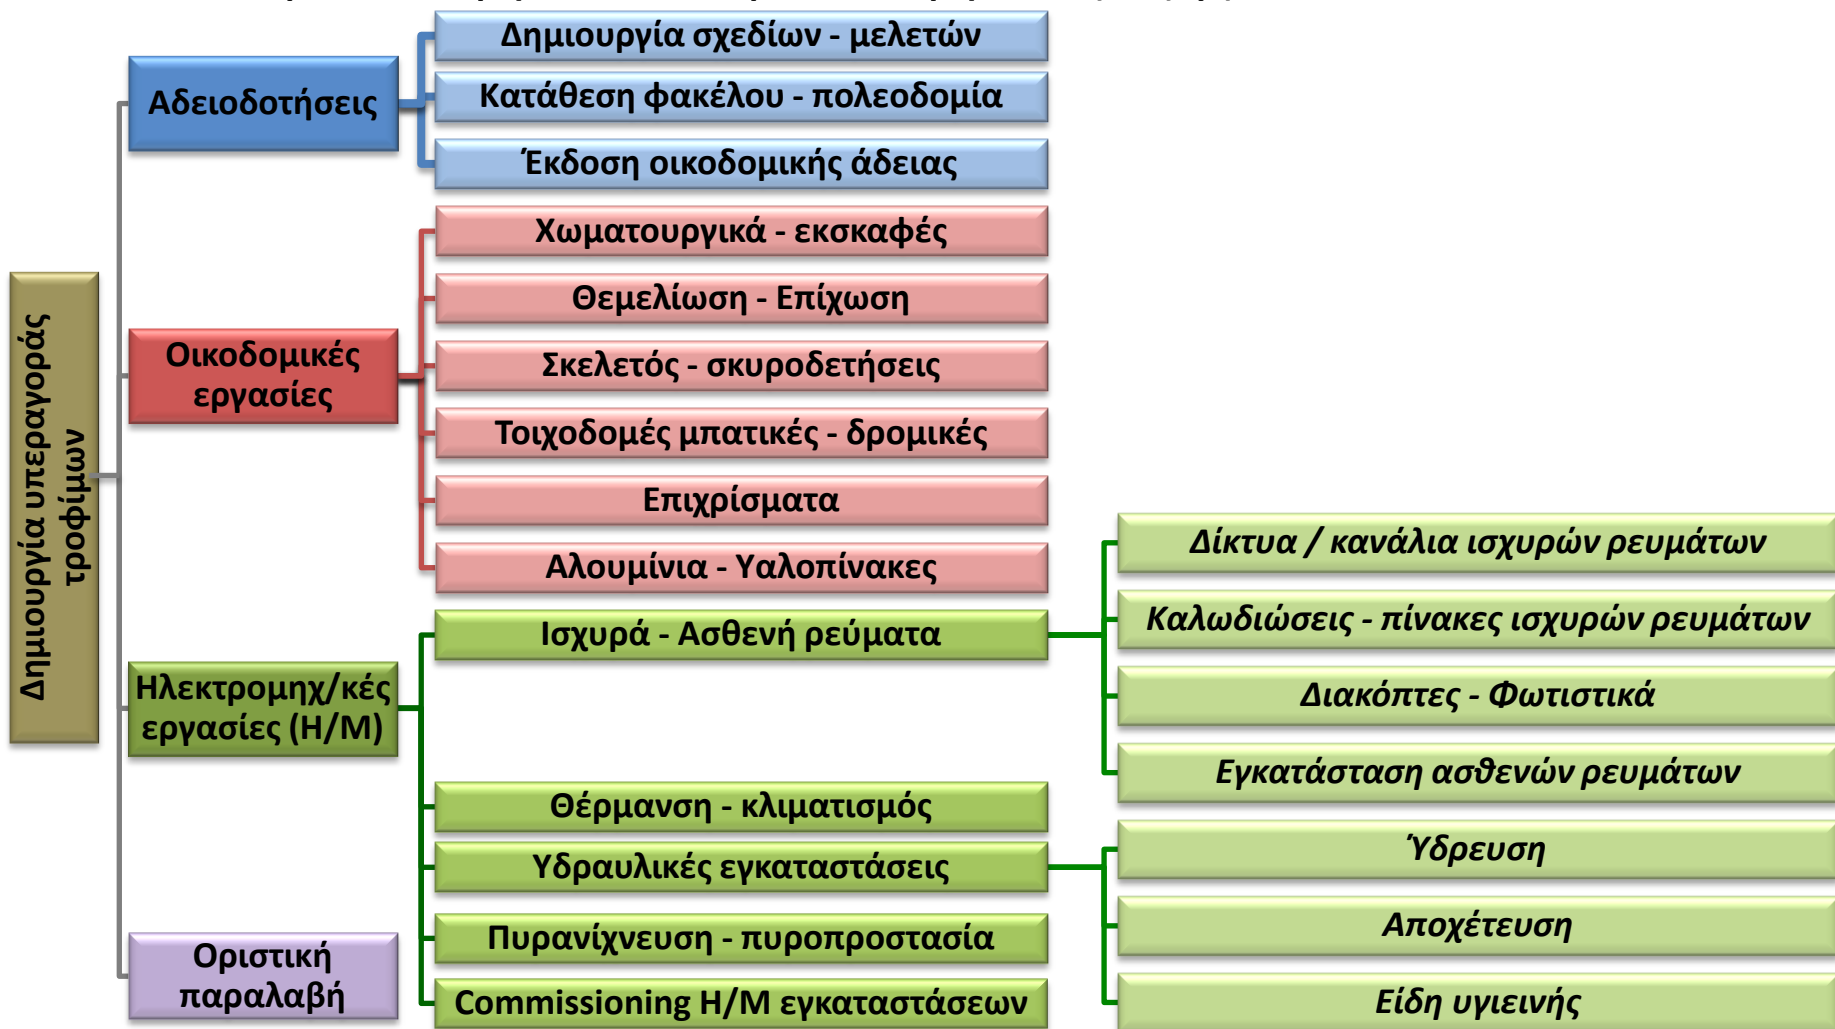 Δημιουργία υπεραγοράς
τροφίμων
Αδειοδοτήσεις
Δημιουργία σχεδίων - μελετών
Κατάθεση φακέλου - πολεοδομία
Έκδοση οικοδομικής άδειας
Οικοδομικές
εργασίες
Χωματουργικά - εκσκαφές
Θεμελίωση - Επίχωση
Σκελετός - σκυροδετήσεις
Τοιχοδομές μπατικές - δρομικές
Επιχρίσματα
Αλουμίνια - Υαλοπίνακες
Ηλεκτρομηχ/κές
εργασίες (Η/Μ)
Ισχυρά - Ασθενή ρεύματα
Δίκτυα / κανάλια ισχυρών ρευμάτων
Καλωδιώσεις - πίνακες ισχυρών ρευμάτων
Διακόπτες - Φωτιστικά
Εγκατάσταση ασθενών ρευμάτων
Θέρμανση - κλιματισμός
Υδραυλικές εγκαταστάσεις
Ύδρευση
Αποχέτευση
Είδη υγιεινής
Πυρανίχνευση - πυροπροστασία
Commissioning Η/Μ εγκαταστάσεων
Οριστική
παραλαβή